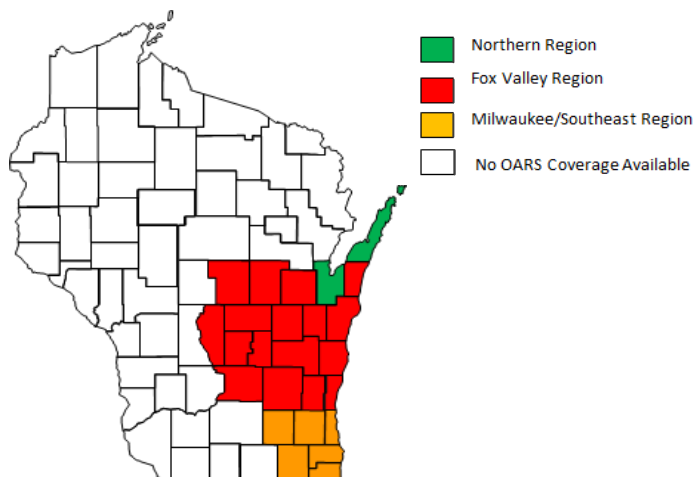 Northern Region
Fox Valley Region
Milwaukee/Southeast Region
No OARS Coverage Available